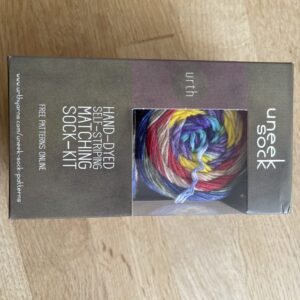 uneek
sock
urth
HAND-DYED
SELF-STRIPING
MATCHING
SOCK-KIT
FREE PATTERNS ONLINE
www.urthyarns.com/uneek-sock-patterns